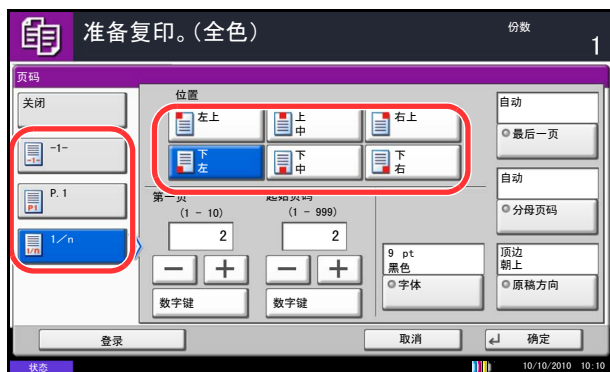 准备复印。(全色)
份数
1
页码
关闭
-1-
P.1
1/n
位置
左上
上
中
右上
下
左
下
中
下
右
第一页
(1 - 10)
2
数字键
起始页码
(1 - 999)
2
数字键
9 pt
黑色
字体
自动
最后一页
自动
分母页码
顶边
朝上
原稿方向
登录
取消
确定
状态
10/10/2010 10:10